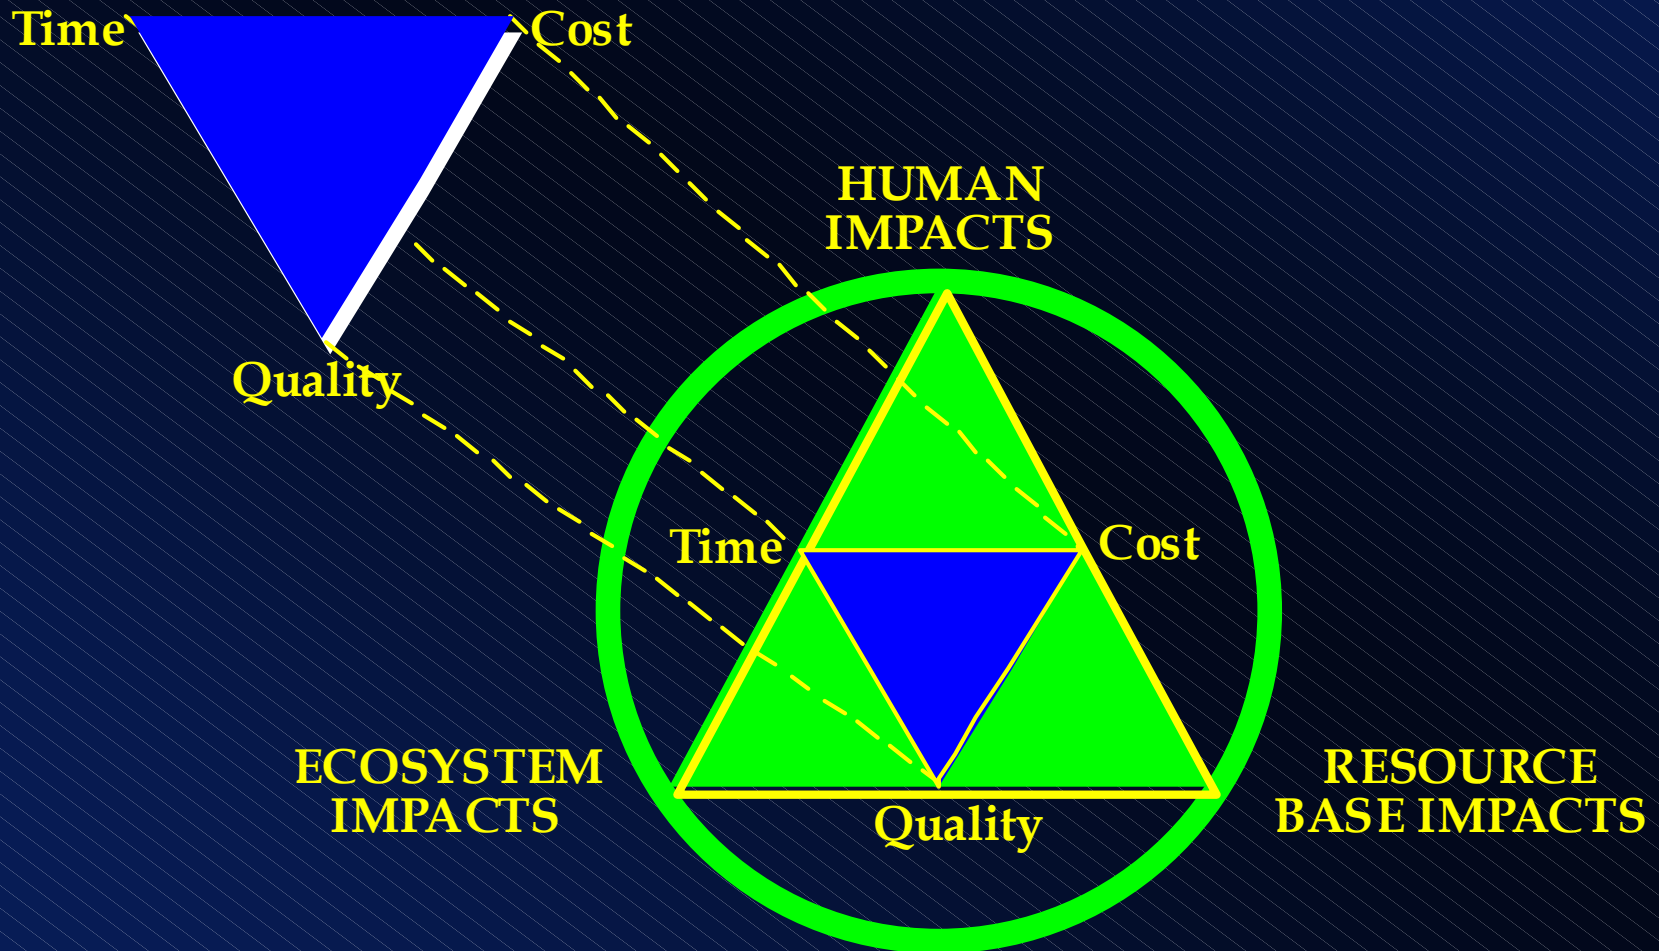 Time
Cost
Quality
HUMAN
IMPACTS
Time
Cost
ECOSYSTEM
IMPACTS
Quality
RESOURCE
BASE IMPACTS